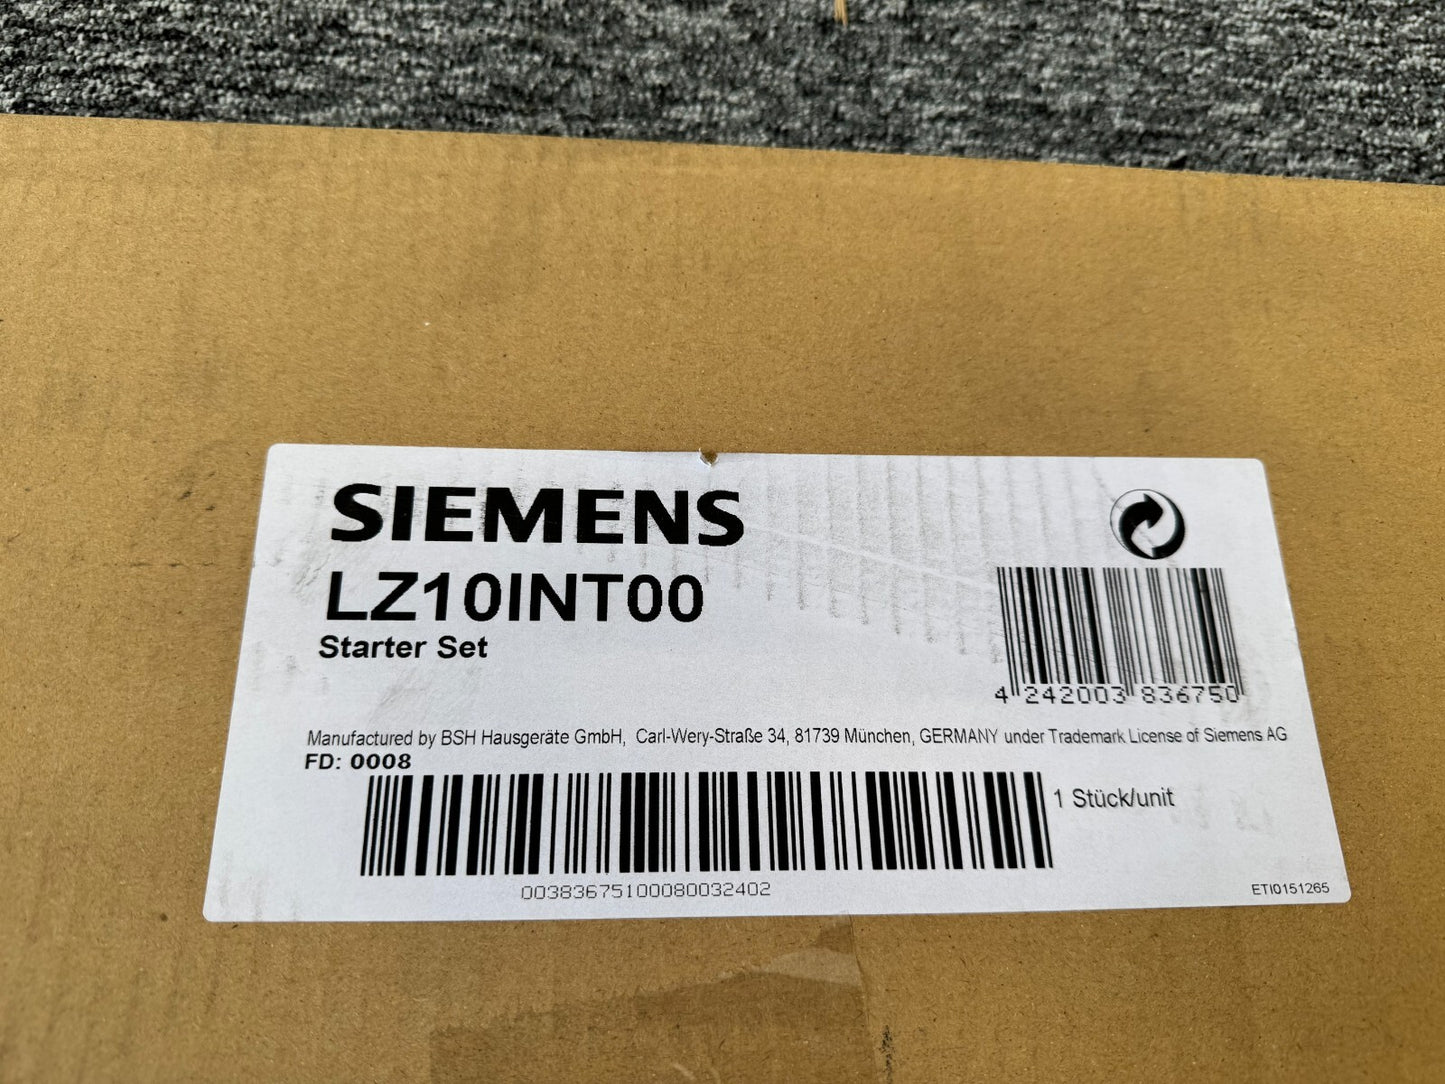 SIEMENS
LZ10INT00
Starter Set
4 242003 836750
Manufactured by BSH Hausgeräte GmbH, Carl-Wery-Straße 34, 81739 München, GERMANY under Trademark License of Siemens AG
FD: 0008
1 Stück/unit
00383675100080032402
ETI0151265